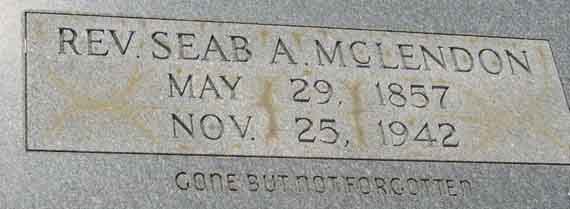 REV. SEAB A. MCLENDON
MAY 29, 1857
NOV. 25, 1942
GONE BUT NOT FORGOTTEN